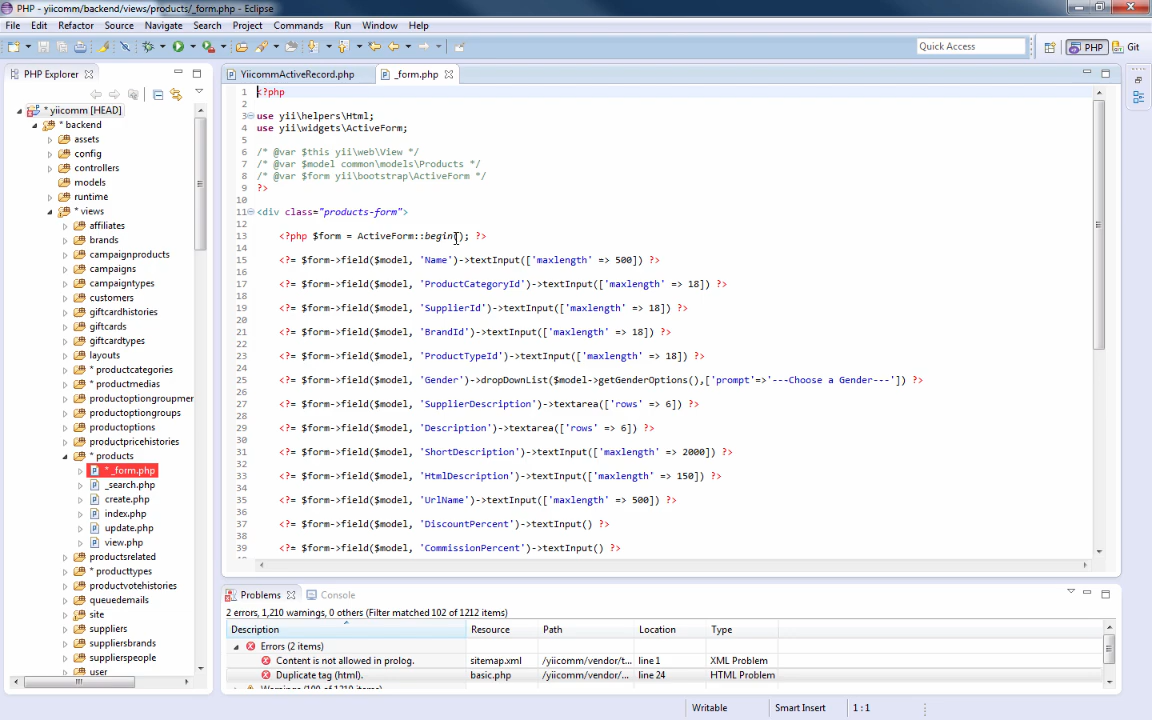 PHP - yiicomm/backend/views/products/_form.php - Eclipse
File Edit Refactor Source Navigate Search Project Commands Run Window Help
Quick Access
PHP
Git
PHP Explorer
* yiicomm [HEAD]
* backend
assets
config
controllers
models
runtime
* views
affiliates
brands
campaignproducts
campaigns
campaigntypes
customers
giftcardhistories
giftcards
giftcardtypes
layouts
* productcategories
* productmedias
productoptiongroupmer
productoptiongroups
productoptions
productpricehistories
* products
* _form.php
_search.php
create.php
index.php
update.php
view.php
productsrelated
* producttypes
productvotehistories
queuedemails
site
suppliers
suppliersbrands
supplierspeople
user
YiicommActiveRecord.php
_form.php
1 <?php
2
3 use yii\helpers\Html;
4 use yii\widgets\ActiveForm;
5
6 /* @var $this yii\web\View */
7 /* @var $model common\models\Products */
8 /* @var $form yii\bootstrap\ActiveForm */
9 ?>
10
11 <div class="products-form">
12
13 <?php $form = ActiveForm::begin(); ?>
14
15 <?= $form->field($model, 'Name')->textInput(['maxlength' => 500]) ?>
16
17 <?= $form->field($model, 'ProductCategoryId')->textInput(['maxlength' => 18]) ?>
18
19 <?= $form->field($model, 'SupplierId')->textInput(['maxlength' => 18]) ?>
20
21 <?= $form->field($model, 'BrandId')->textInput(['maxlength' => 18]) ?>
22
23 <?= $form->field($model, 'ProductTypeId')->textInput(['maxlength' => 18]) ?>
24
25 <?= $form->field($model, 'Gender')->dropDownList($model->getGenderOptions(),['prompt'=>'---Choose a Gender---']) ?>
26
27 <?= $form->field($model, 'SupplierDescription')->textarea(['rows' => 6]) ?>
28
29 <?= $form->field($model, 'Description')->textarea(['rows' => 6]) ?>
30
31 <?= $form->field($model, 'ShortDescription')->textInput(['maxlength' => 2000]) ?>
32
33 <?= $form->field($model, 'HtmlDescription')->textInput(['maxlength' => 150]) ?>
34
35 <?= $form->field($model, 'UrlName')->textInput(['maxlength' => 500]) ?>
36
37 <?= $form->field($model, 'DiscountPercent')->textInput() ?>
38
39 <?= $form->field($model, 'CommissionPercent')->textInput() ?>
Problems
Console
2 errors, 1,210 warnings, 0 others (Filter matched 102 of 1212 items)
Description Resource Path Location Type
Errors (2 items)
Content is not allowed in prolog. sitemap.xml /yiicomm/vendor/t... line 1 XML Problem
Duplicate tag (html). basic.php /yiicomm/vendor/... line 24 HTML Problem
Warnings (100 of 1210 items)
Writable Smart Insert 1 : 1